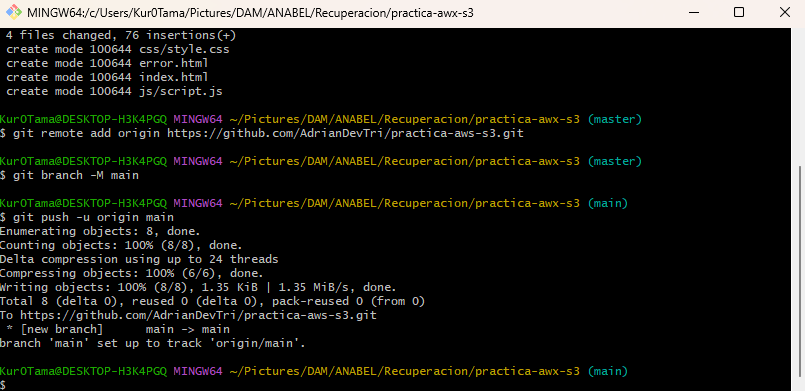 MINGW64:/c/Users/Kur0Tama/Pictures/DAM/ANABEL/Recuperacion/practica-awx-s3
4 files changed, 76 insertions(+)
create mode 100644 css/style.css
create mode 100644 error.html
create mode 100644 index.html
create mode 100644 js/script.js
Kur0Tama@DESKTOP-H3K4PGQ MINGW64 ~/Pictures/DAM/ANABEL/Recuperacion/practica-awx-s3 (master)
$ git remote add origin https://github.com/AdrianDevTri/practica-aws-s3.git
Kur0Tama@DESKTOP-H3K4PGQ MINGW64 ~/Pictures/DAM/ANABEL/Recuperacion/practica-awx-s3 (master)
$ git branch -M main
Kur0Tama@DESKTOP-H3K4PGQ MINGW64 ~/Pictures/DAM/ANABEL/Recuperacion/practica-awx-s3 (main)
$ git push -u origin main
Enumerating objects: 8, done.
Counting objects: 100% (8/8), done.
Delta compression using up to 24 threads
Compressing objects: 100% (6/6), done.
Writing objects: 100% (8/8), 1.35 KiB | 1.35 MiB/s, done.
Total 8 (delta 0), reused 0 (delta 0), pack-reused 0 (from 0)
To https://github.com/AdrianDevTri/practica-aws-s3.git
* [new branch]      main -> main
branch 'main' set up to track 'origin/main'.
Kur0Tama@DESKTOP-H3K4PGQ MINGW64 ~/Pictures/DAM/ANABEL/Recuperacion/practica-awx-s3 (main)
$